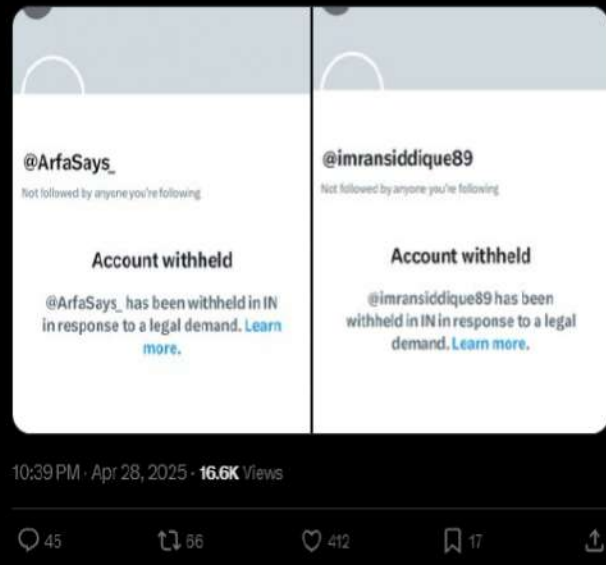 @ArfaSays_
Not followed by anyone you're following
Account withheld
@ArfaSays_ has been withheld in IN
in response to a legal demand. Learn
more.
@imransiddique89
Not followed by anyone you're following
Account withheld
@imransiddique89 has been
withheld in IN in response to a legal
demand. Learn more.
10:39 PM · Apr 28, 2025 · 16.6K Views
45 66 412 17